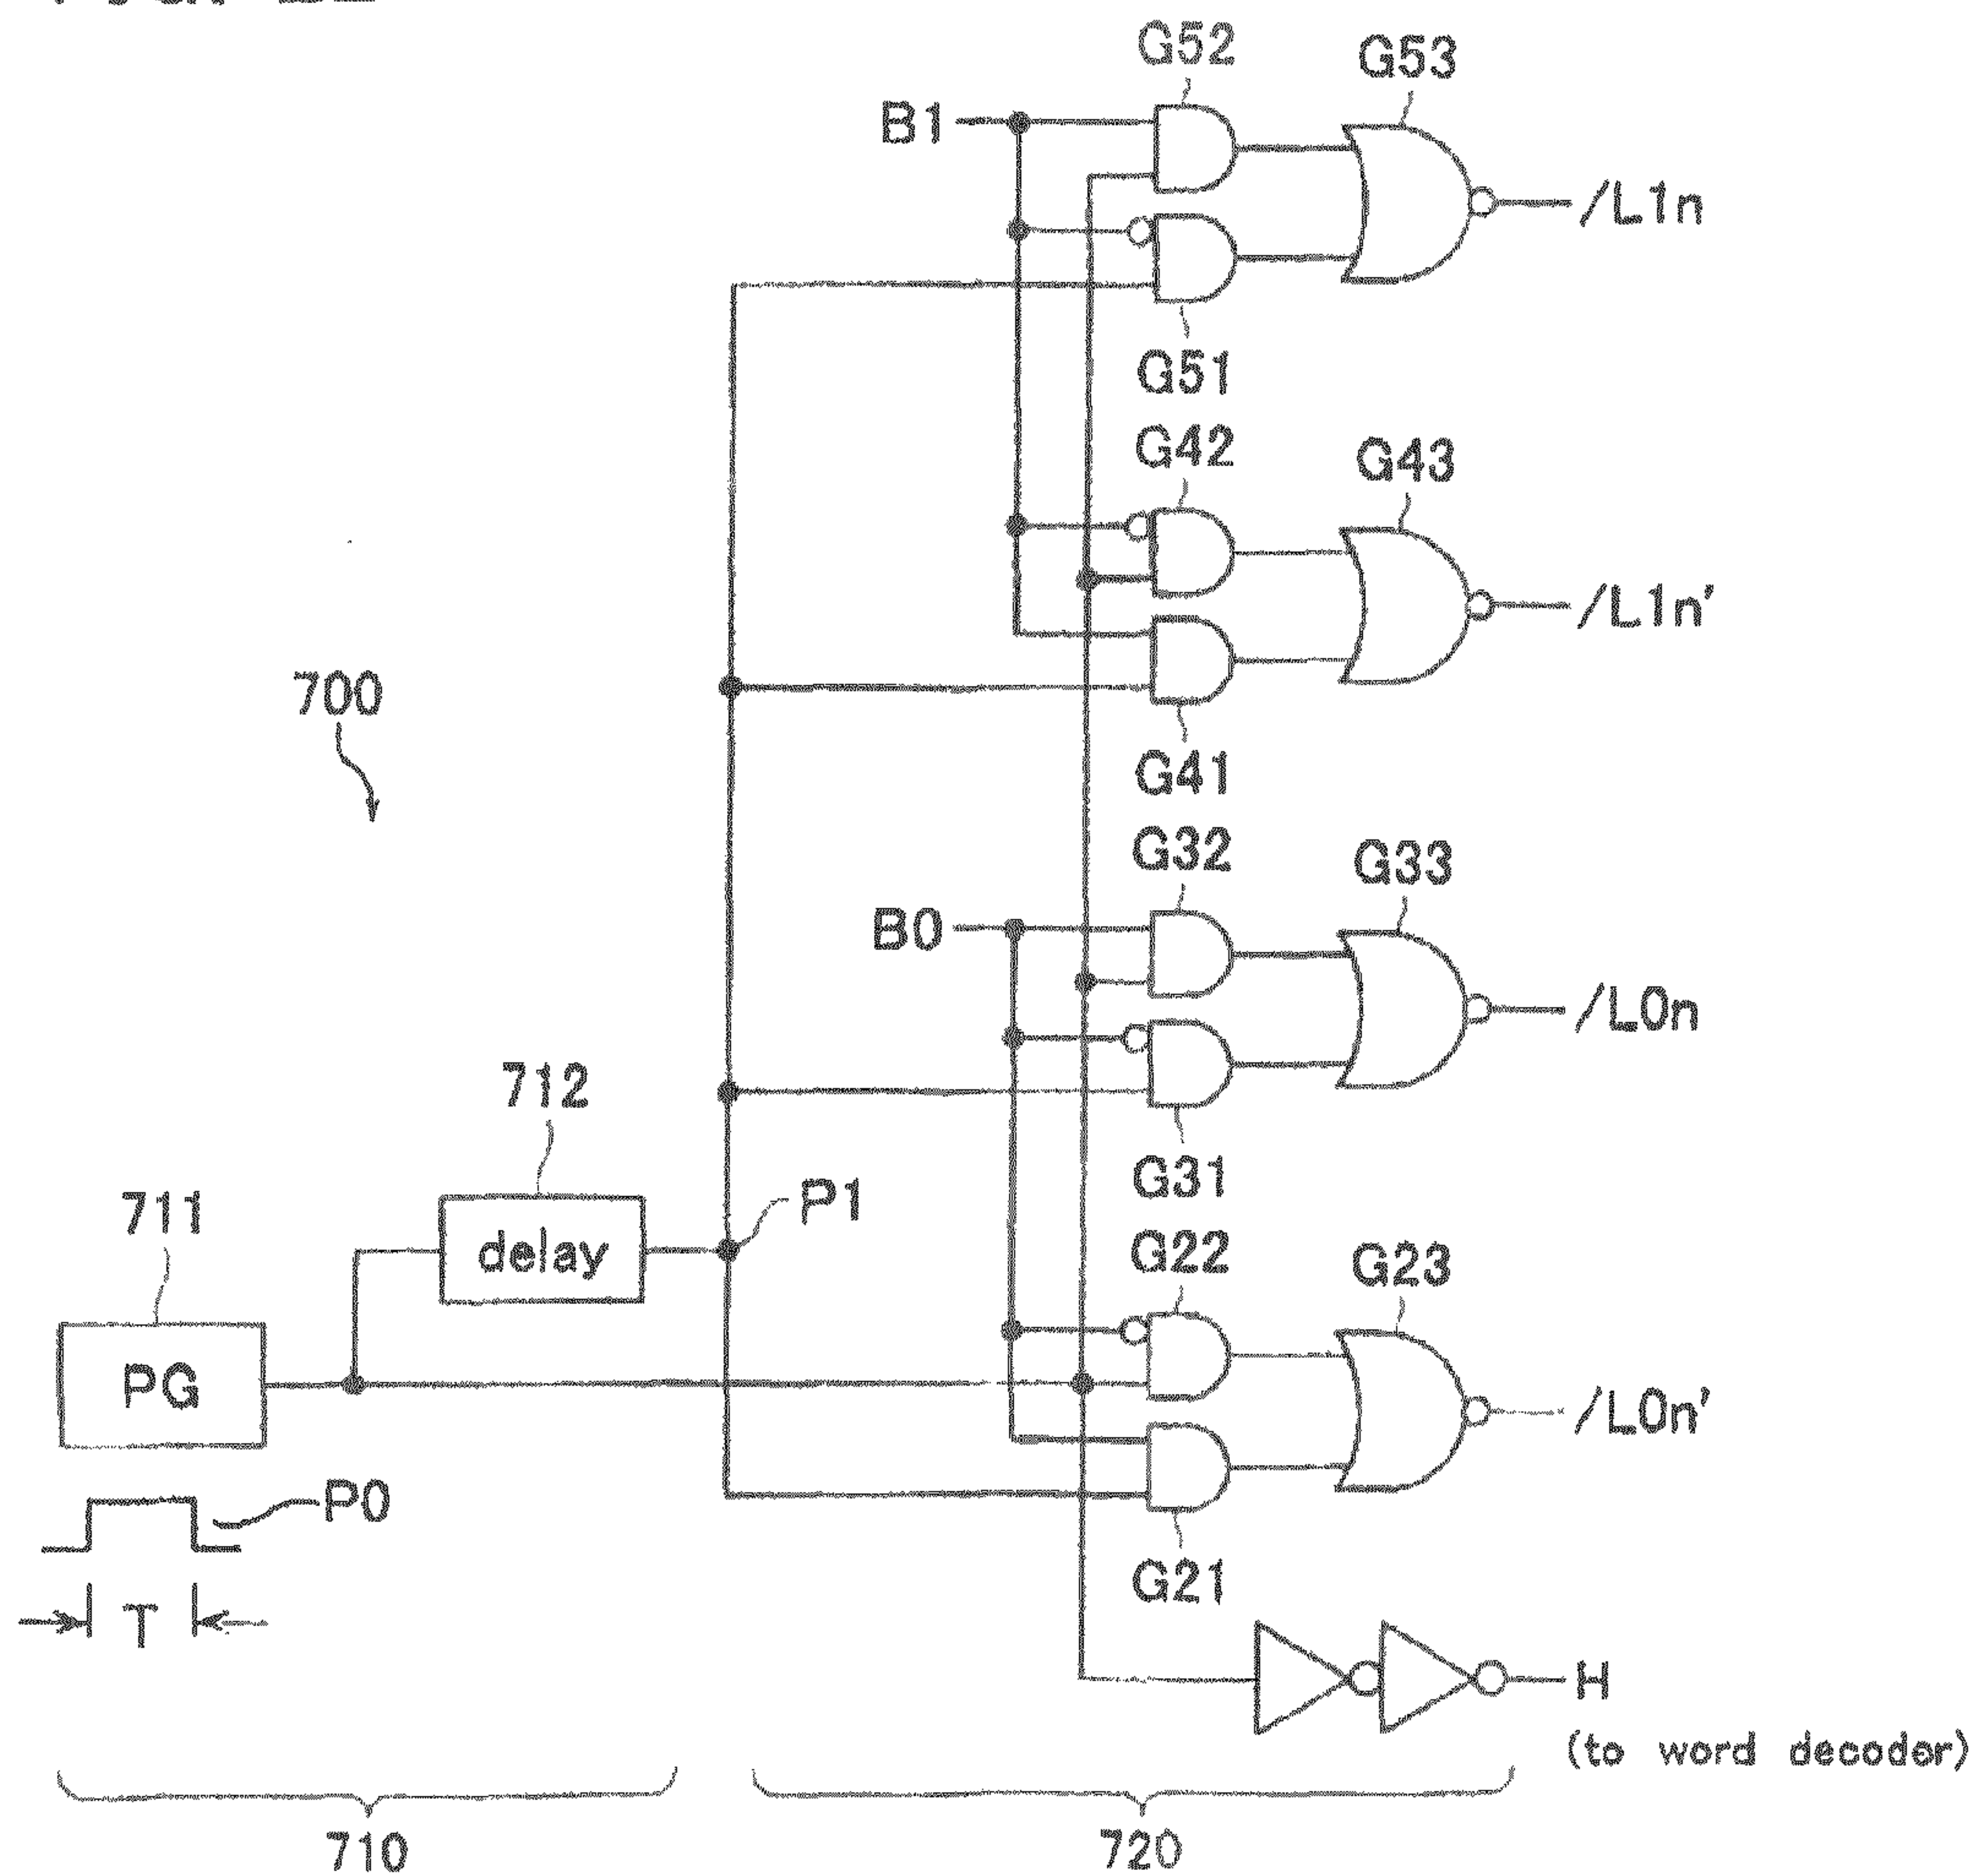 G52
G53
B1
/L1n
G51
G42
G43
/L1n'
700
G41
G32
G33
B0
/L0n
712
G31
P1
711
delay
G22
G23
PG
/L0n'
P0
G21
T
H
(to word decoder)
710
720